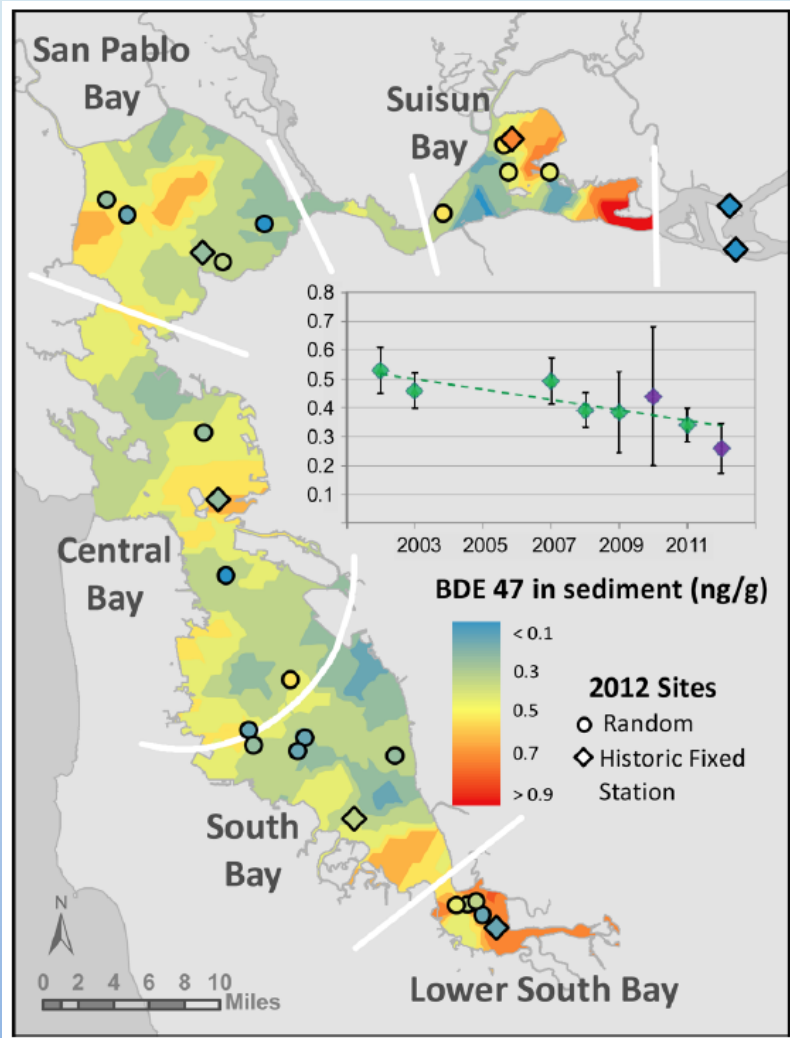 San Pablo
Bay
Suisun
Bay
0.8
0.7
0.6
0.5
0.4
0.3
0.2
0.1
2003 2005 2007 2009 2011
Central
Bay
BDE 47 in sediment (ng/g)
< 0.1
0.3
0.5
0.7
> 0.9
2012 Sites
Random
Historic Fixed
Station
South
Bay
N
0 2 4 6 8 10
Miles
Lower South Bay